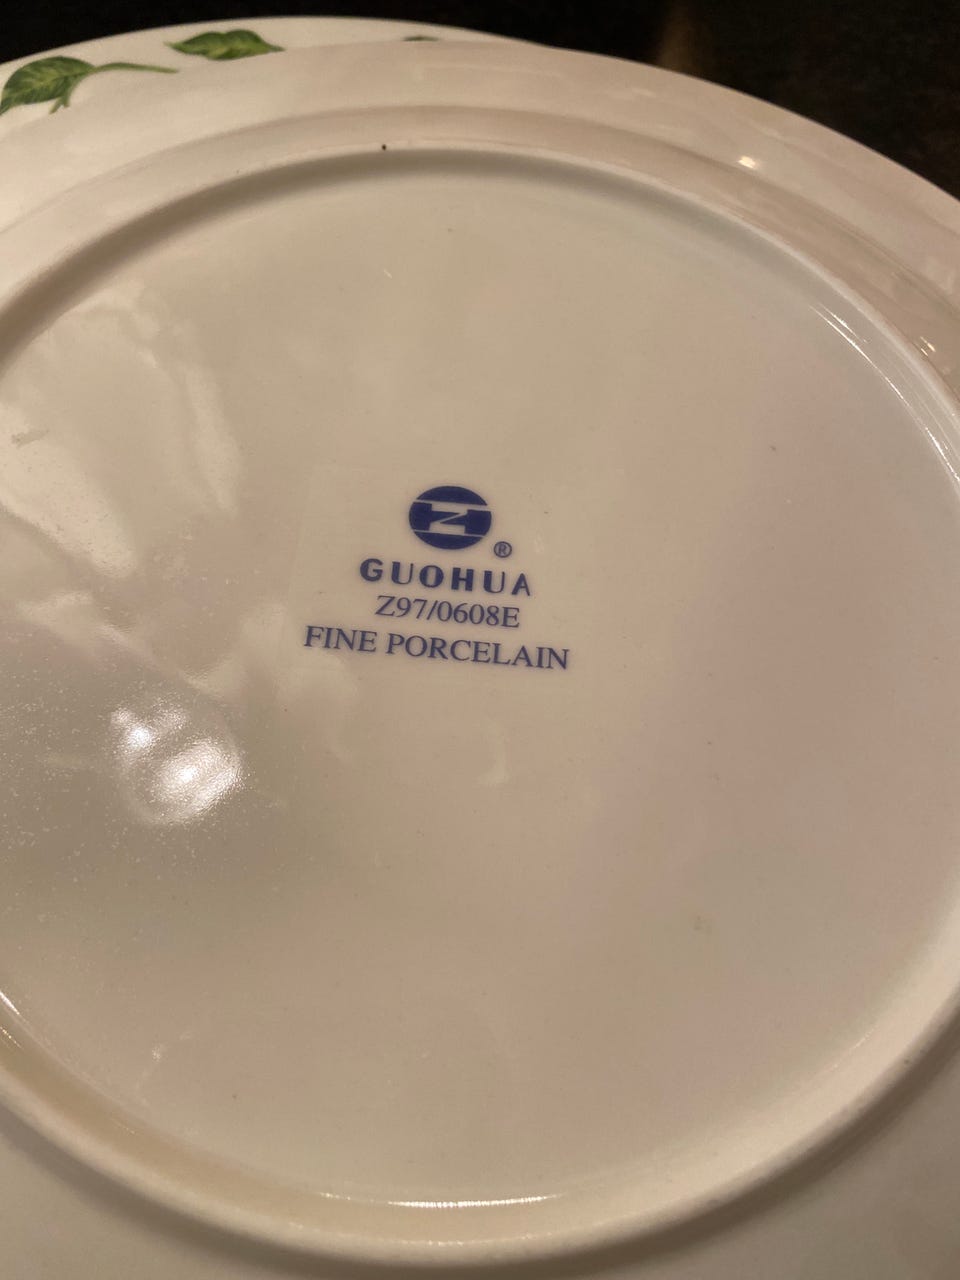 ®
GUOHUA
Z97/0608E
FINE PORCELAIN